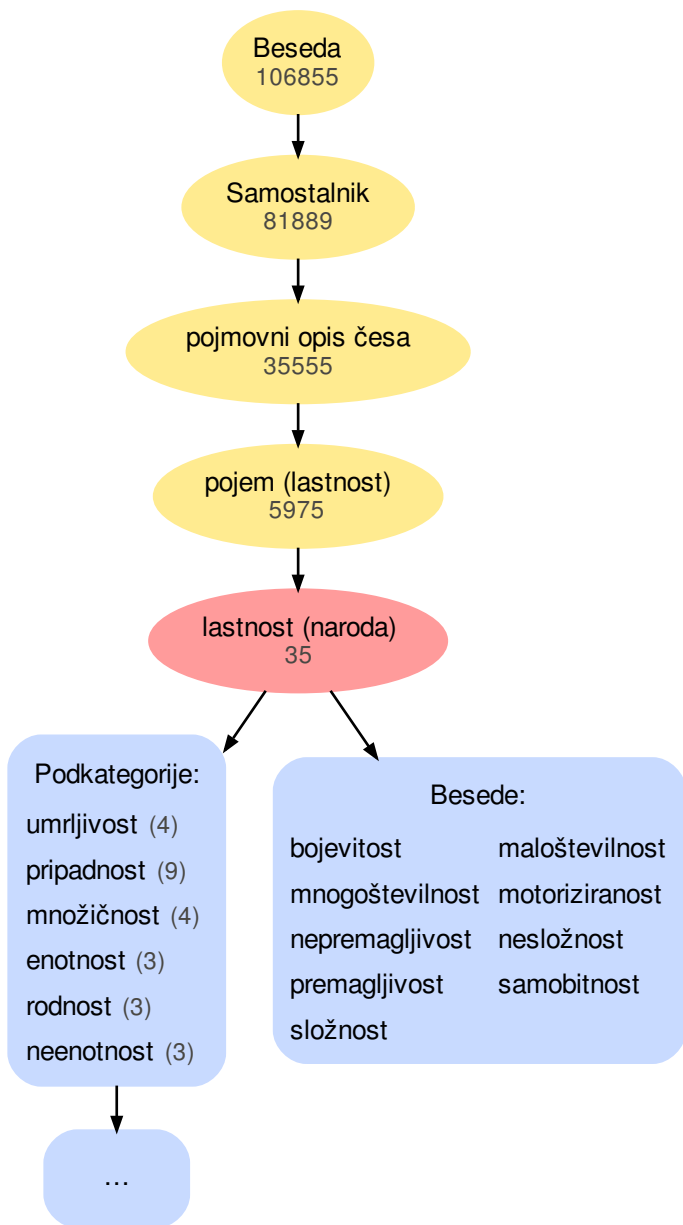 Beseda
106855
Samostalnik
81889
pojmovni opis česa
35555
pojem (lastnost)
5975
lastnost (naroda)
35
Podkategorije:
umrljivost (4)
pripadnost (9)
množičnost (4)
enotnost (3)
rodnost (3)
neenotnost (3)
...
Besede:
bojevitost maloštevilnost
mnogoštevilnost motoriziranost
nepremagljivost nesložnost
premagljivost samobitnost
složnost